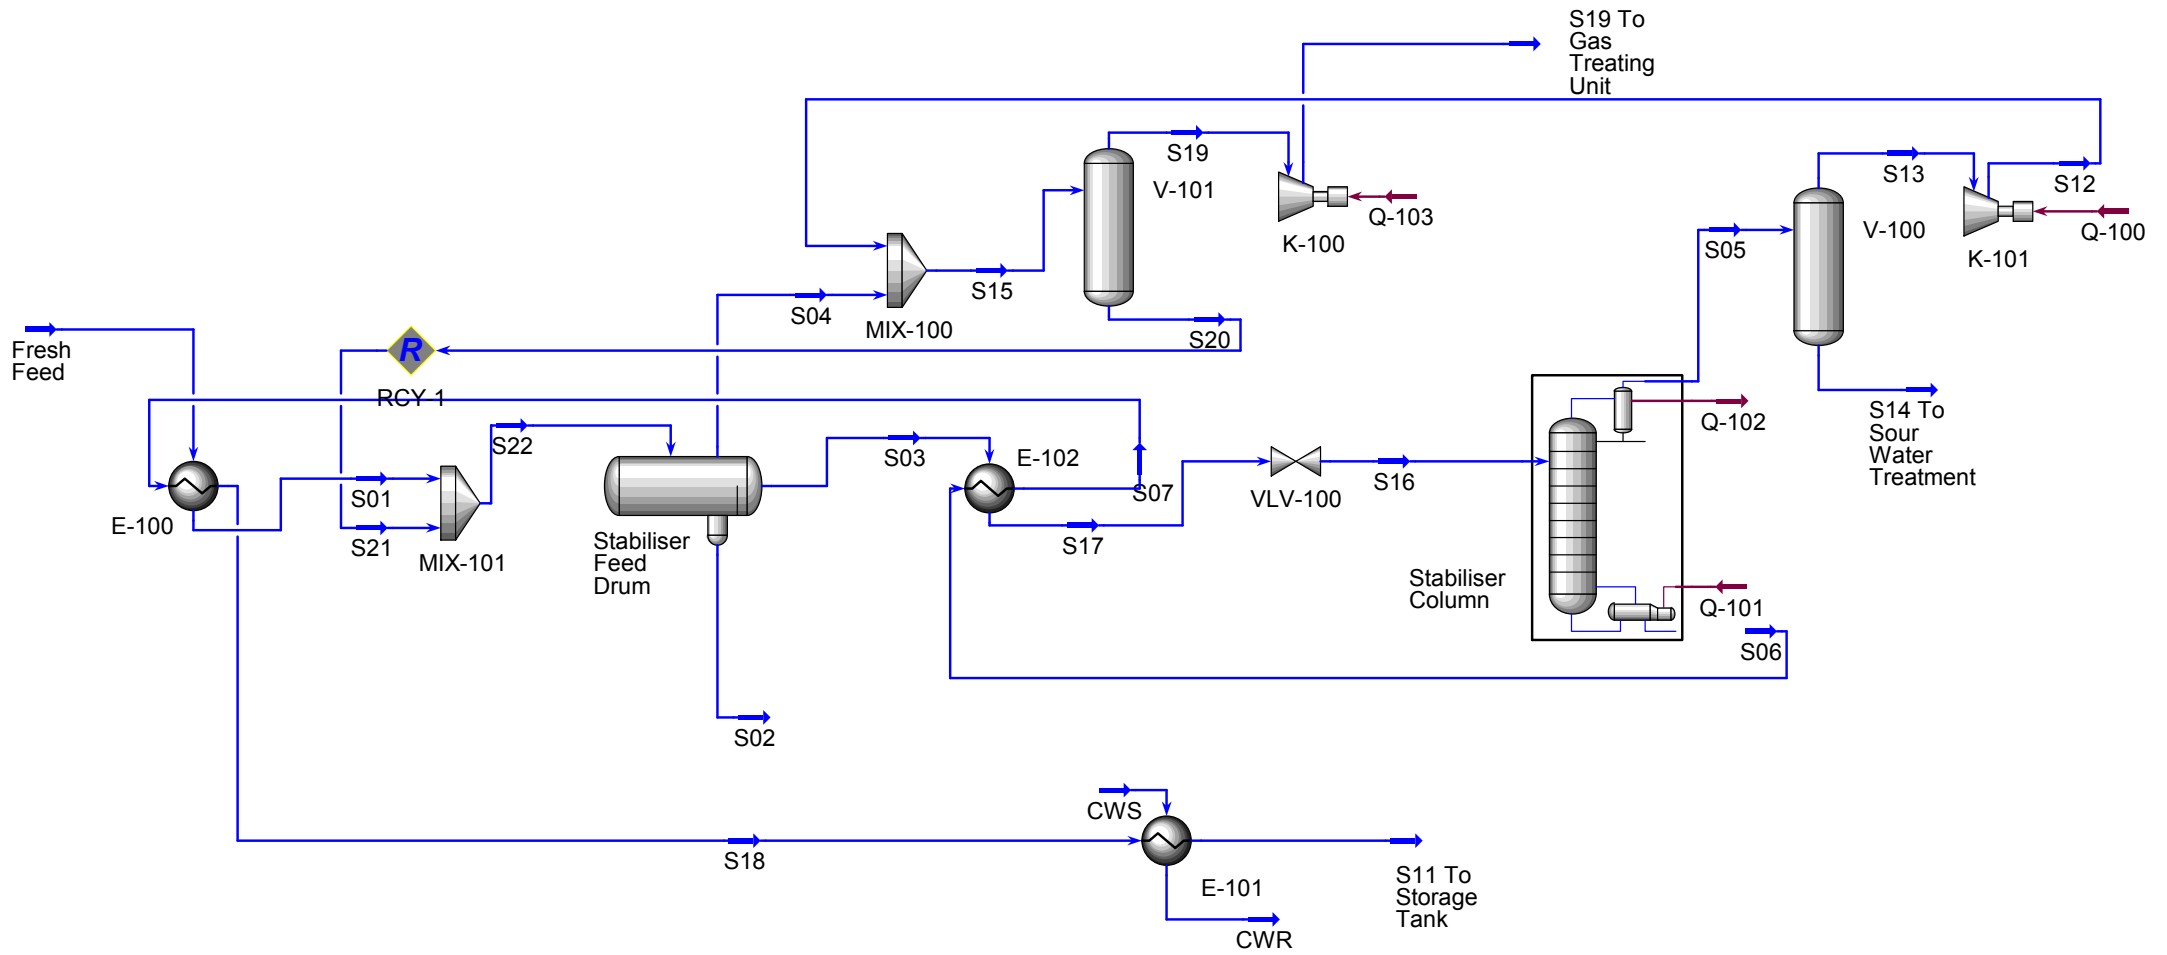 S19 To
Gas
Treating
Unit
S19
V-101
K-100
Q-103
S13
S12
V-100
K-101
Q-100
S05
S15
S04
MIX-100
S20
Fresh
Feed
R
RCY-1
S22
S03
E-102
S07
VLV-100
S16
Q-102
S14 To
Sour
Water
Treatment
E-100
S01
S21
MIX-101
Stabiliser
Feed
Drum
S17
Stabiliser
Column
Q-101
S06
S02
CWS
S18
E-101
S11 To
Storage
Tank
CWR